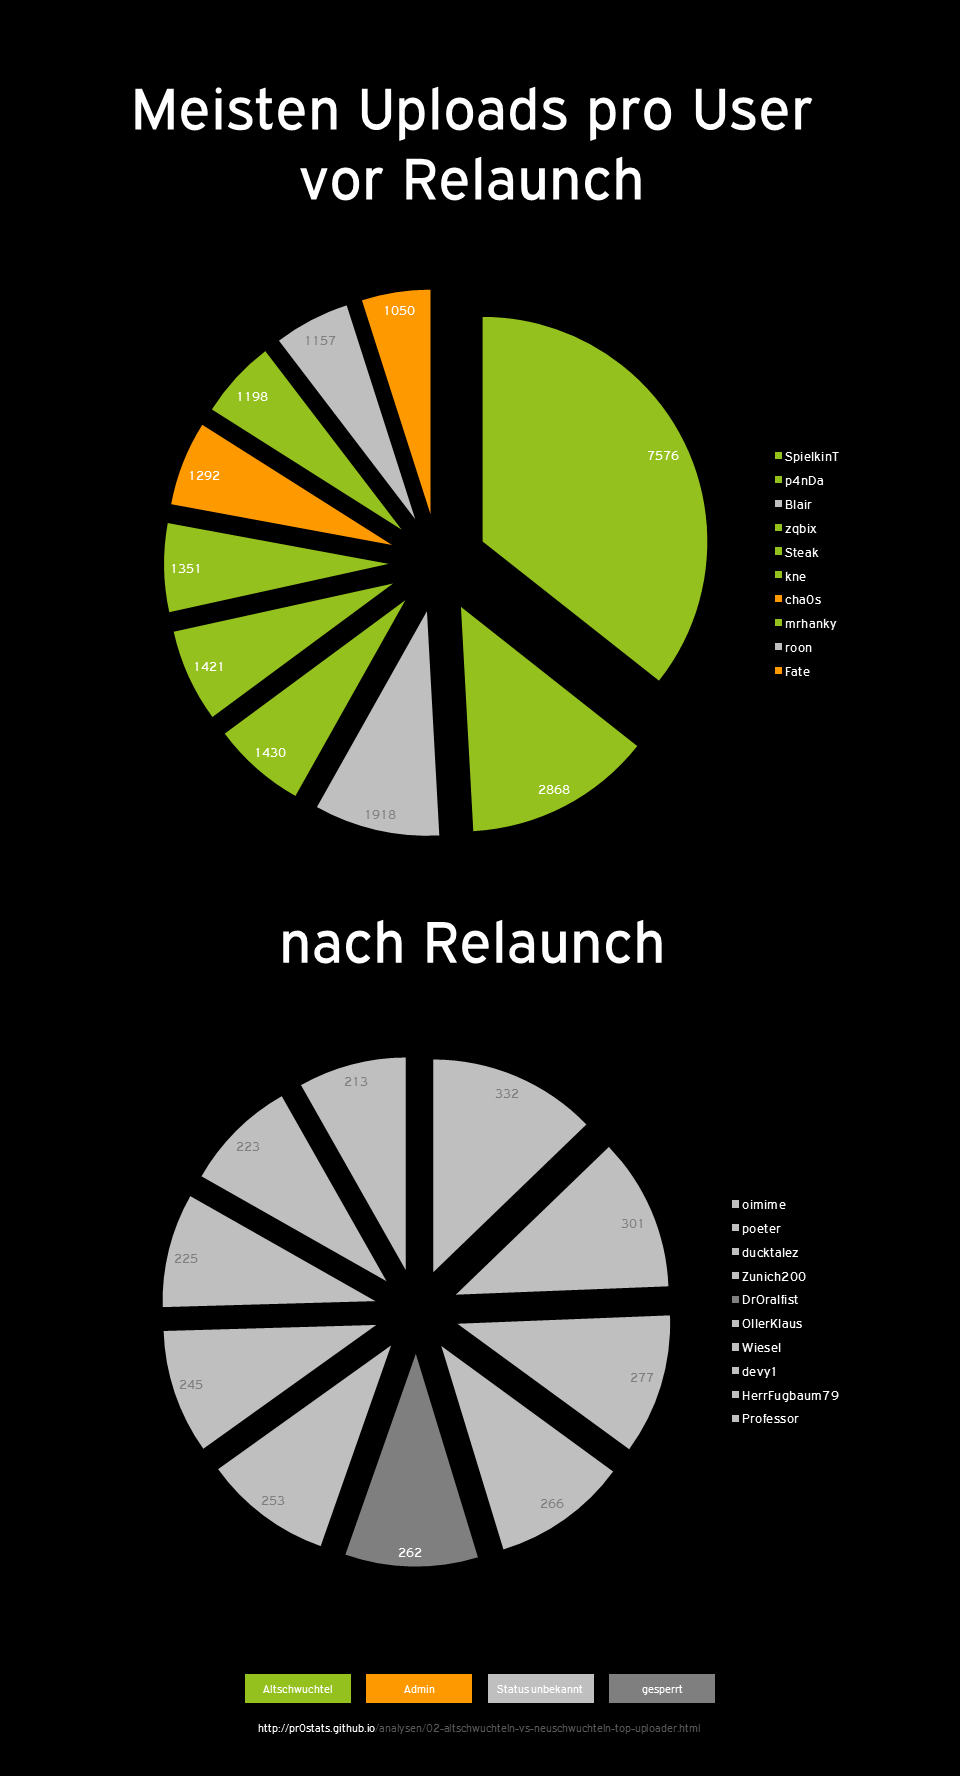 Meisten Uploads pro User
vor Relaunch
1050
1157
7576
1198
1292
1351
1421
1430
1918
2868
SpielkinT
p4nDa
Blair
zqbix
Steak
kne
cha0s
mrhanky
roon
Fate
nach Relaunch
213
332
223
301
225
277
245
253
266
262
oimime
poeter
ducktalez
Zunich200
DrOralfist
OllerKlaus
Wiesel
devy1
HerrFugbaum79
Professor
Altschwuchtel Admin Status unbekannt gesperrt
http://pr0stats.github.io/analysen/02-altschwuchteln-vs-neuschwuchteln-top-uploader.html